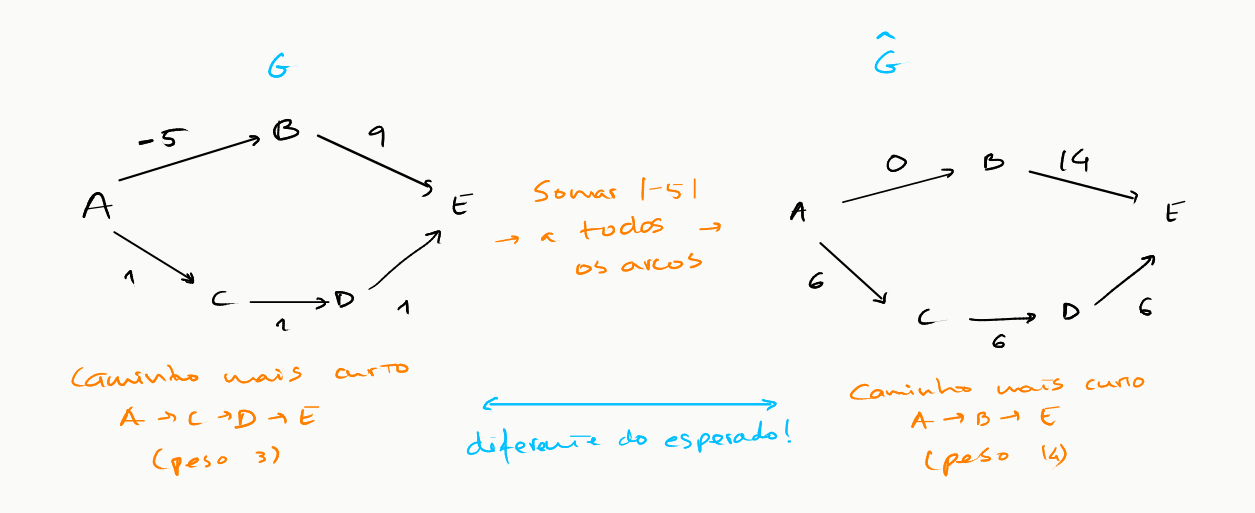 G
Ĝ
-5
B
9
A
E
1
C
1
D
1
Somar |-5|
→ a todos →
os arcos
0
B
14
A
E
6
C
6
D
6
Caminho mais curto
A → C → D → E
(peso 3)
diferente do esperado!
Caminho mais curto
A → B → E
(peso 14)